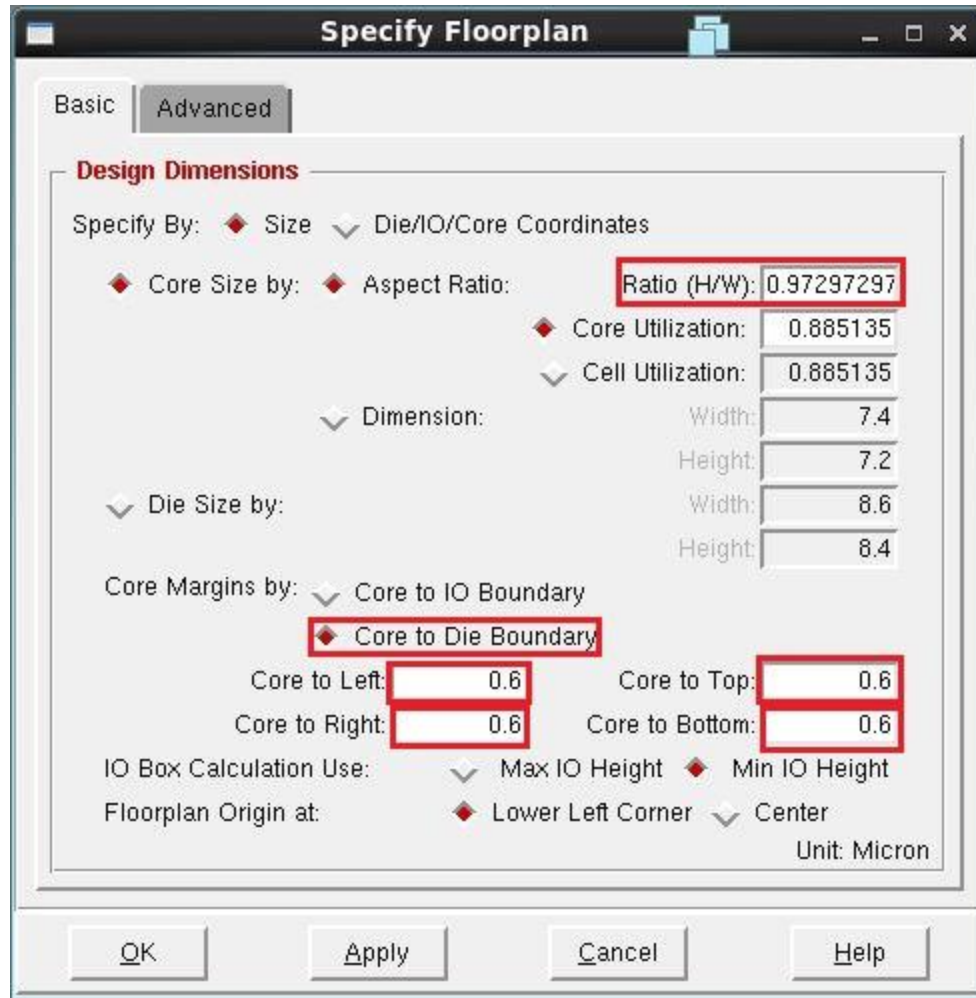 Specify Floorplan
Basic Advanced
Design Dimensions
Specify By: Size Die/IO/Core Coordinates
Core Size by: Aspect Ratio: Ratio (H/W): 0.97297297
Core Utilization: 0.885135
Cell Utilization: 0.885135
Dimension: Width: 7.4
Height: 7.2
Die Size by: Width: 8.6
Height: 8.4
Core Margins by: Core to IO Boundary
Core to Die Boundary
Core to Left: 0.6 Core to Top: 0.6
Core to Right: 0.6 Core to Bottom: 0.6
IO Box Calculation Use: Max IO Height Min IO Height
Floorplan Origin at: Lower Left Corner Center
Unit: Micron
OK Apply Cancel Help